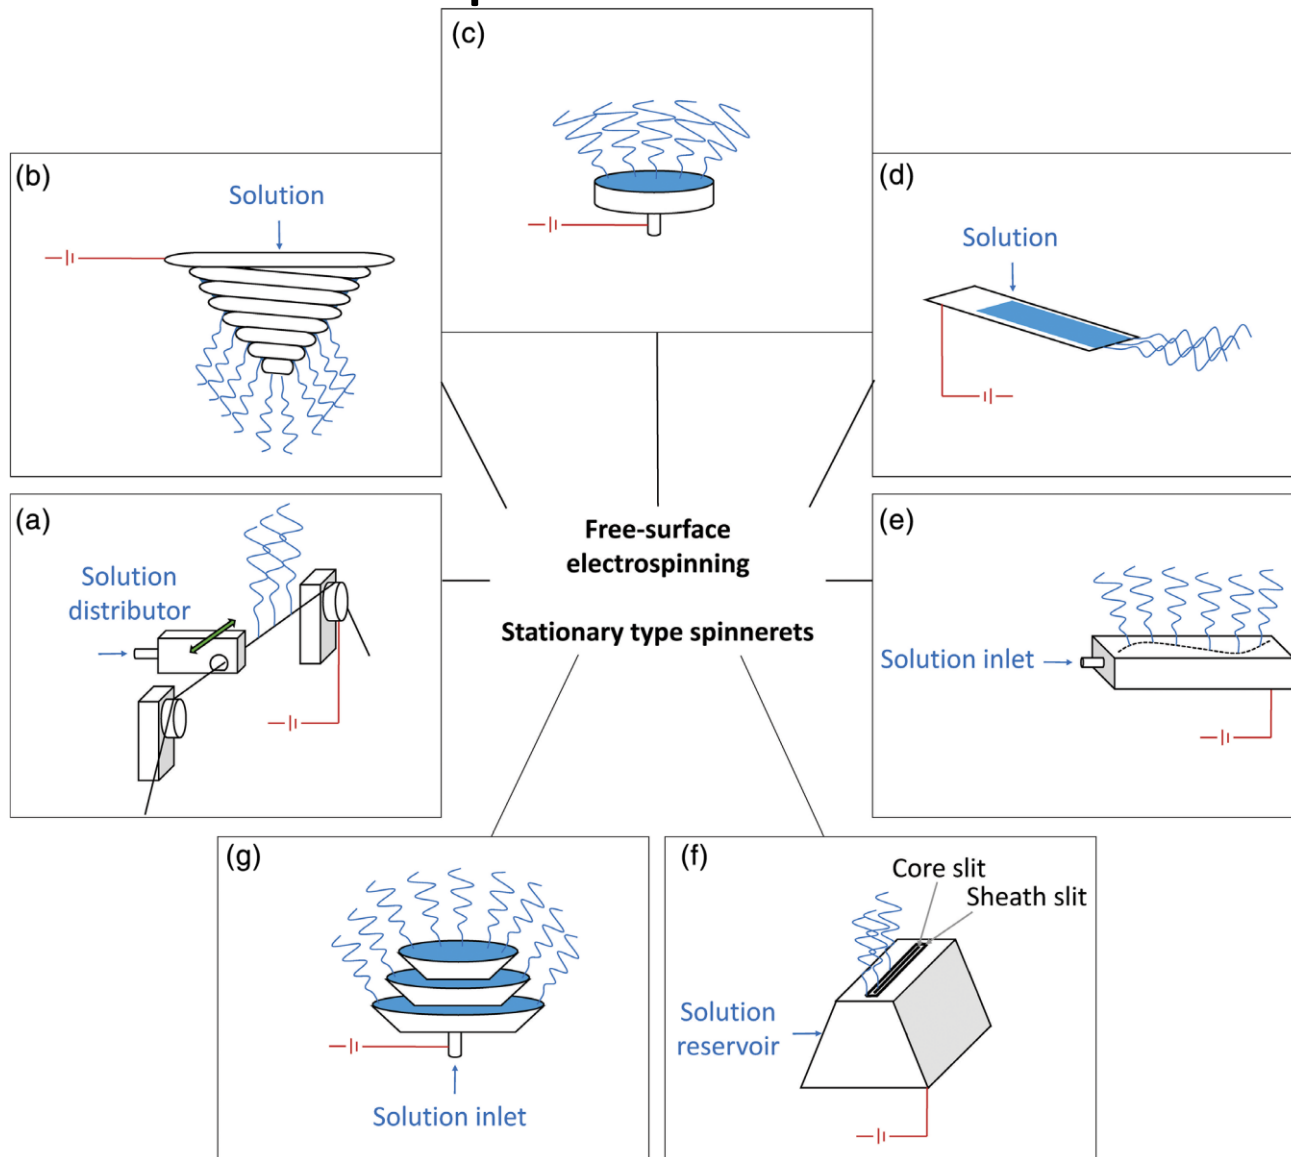 (c)
(b)
Solution
(d)
Solution
(a)
Solution
distributor
Free-surface
electrospinning
Stationary type spinnerets
(e)
Solution inlet
(g)
Solution inlet
(f)
Core slit
Sheath slit
Solution
reservoir